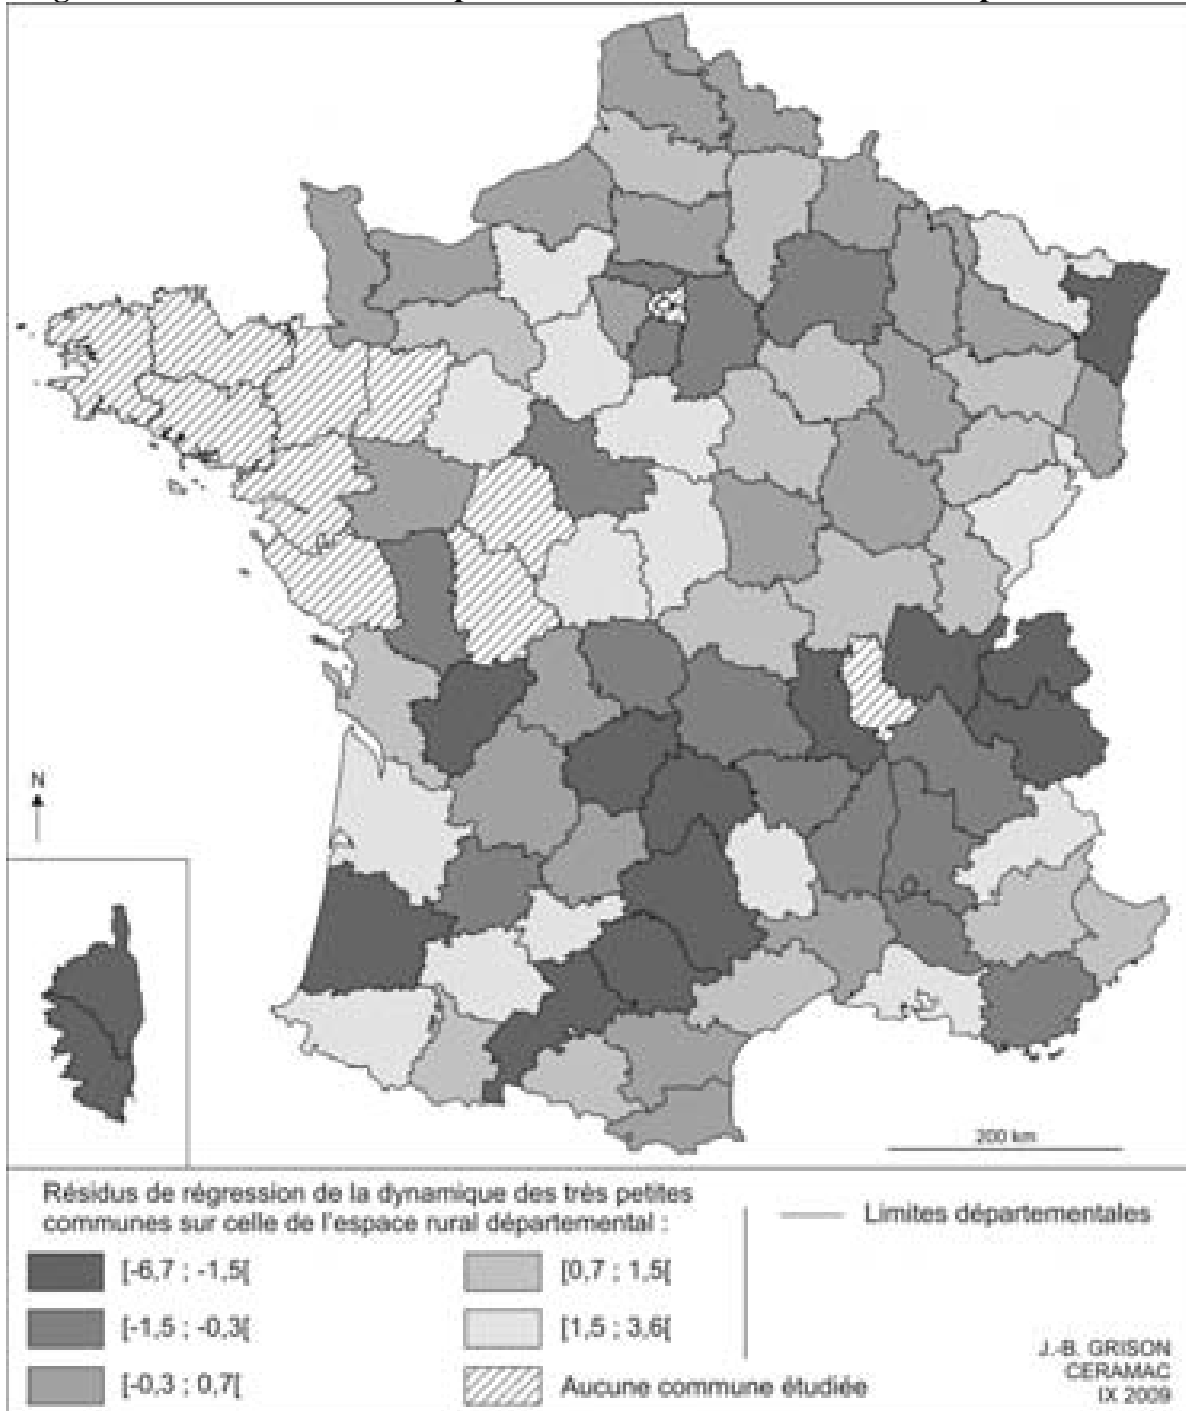 N
200 km
Résidus de régression de la dynamique des très petites
communes sur celle de l'espace rural départemental :
[-6,7 ; -1,5[
[-1,5 ; -0,3[
[-0,3 ; 0,7[
[0,7 ; 1,5[
[1,5 ; 3,6[
Aucune commune étudiée
Limites départementales
J.-B. GRISON
CERAMAC
IX 2009